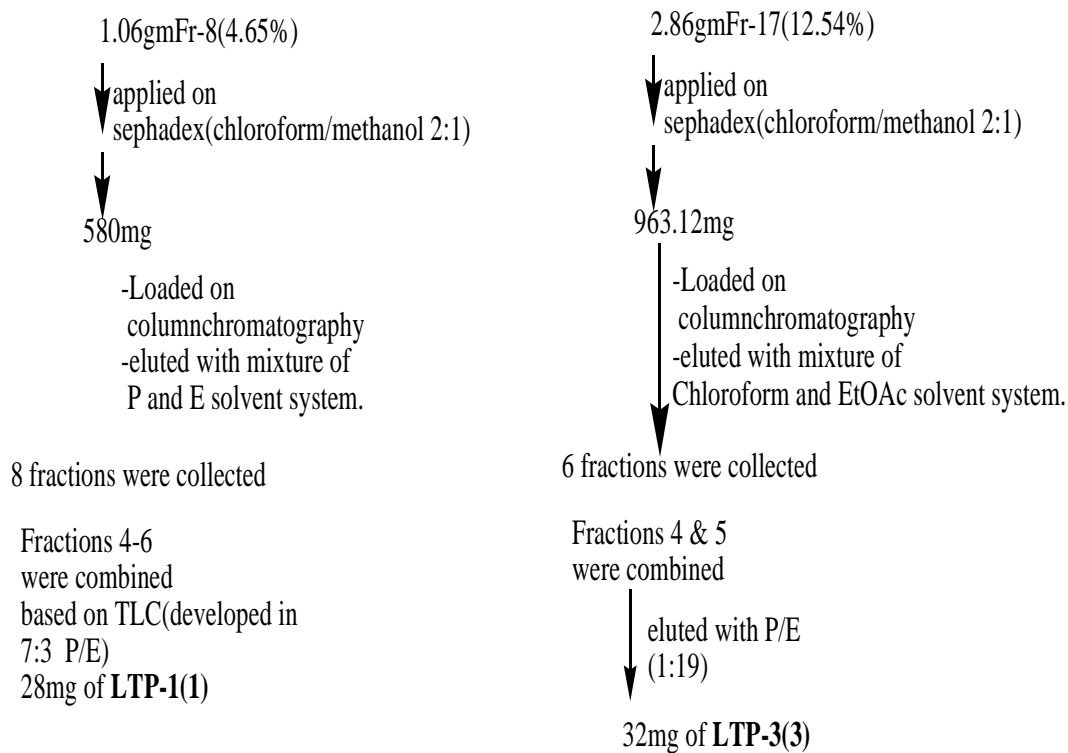 1.06gmFr-8(4.65%)
applied on
sephadex(chloroform/methanol 2:1)
580mg
-Loaded on
columnchromatography
-eluted with mixture of
P and E solvent system.
8 fractions were collected
Fractions 4-6
were combined
based on TLC(developed in
7:3 P/E)
28mg of LTP-1(1)
2.86gmFr-17(12.54%)
applied on
sephadex(chloroform/methanol 2:1)
963.12mg
-Loaded on
columnchromatography
-eluted with mixture of
Chloroform and EtOAc solvent system.
6 fractions were collected
Fractions 4 & 5
were combined
eluted with P/E
(1:19)
32mg of LTP-3(3)